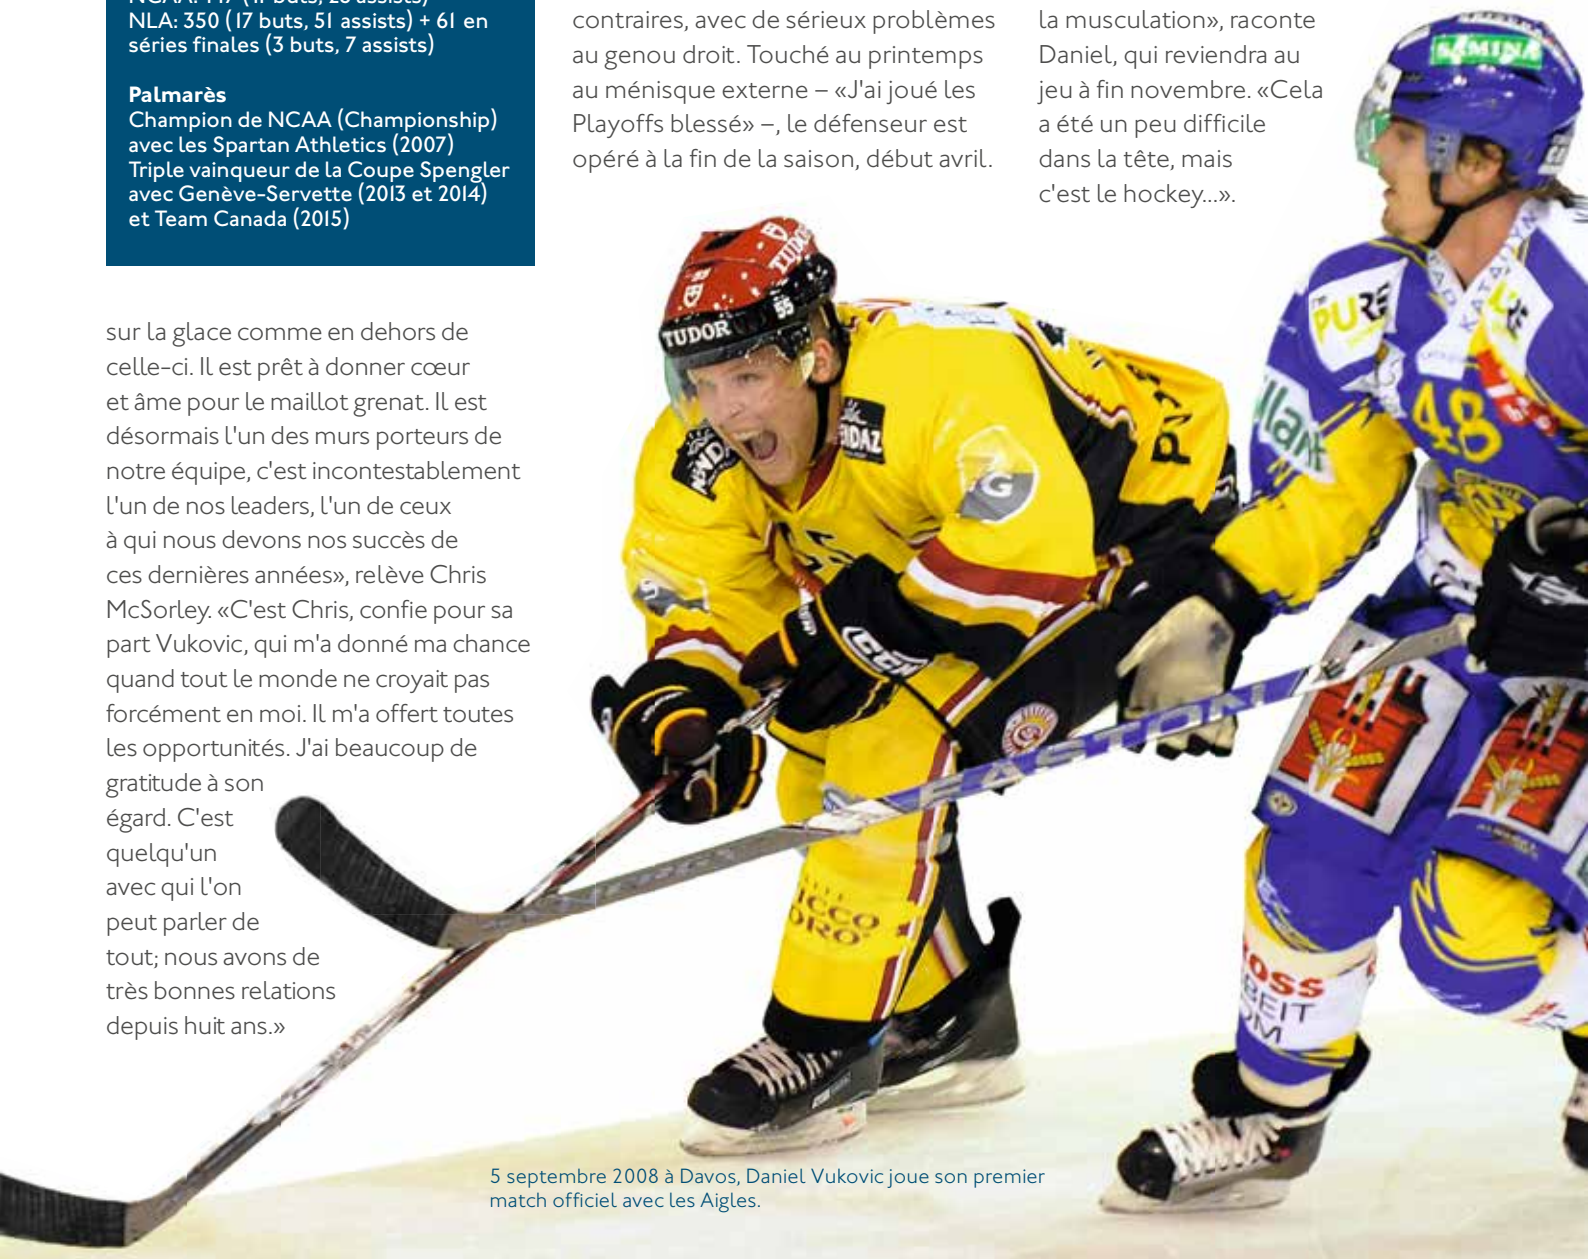 NLA: 350 (17 buts, 51 assists) + 61 en
séries finales (3 buts, 7 assists)
Palmarès
Champion de NCAA (Championship)
avec les Spartan Athletics (2007)
Triple vainqueur de la Coupe Spengler
avec Genève-Servette (2013 et 2014)
et Team Canada (2015)
sur la glace comme en dehors de
celle-ci. Il est prêt à donner cœur
et âme pour le maillot grenat. Il est
désormais l'un des murs porteurs de
notre équipe, c'est incontestablement
l'un de nos leaders, l'un de ceux
à qui nous devons nos succès de
ces dernières années», relève Chris
McSorley. «C'est Chris, confie pour sa
part Vukovic, qui m'a donné ma chance
quand tout le monde ne croyait pas
forcément en moi. Il m'a offert toutes
les opportunités. J'ai beaucoup de
gratitude à son
égard. C'est
quelqu'un
avec qui l'on
peut parler de
tout; nous avons de
très bonnes relations
depuis huit ans.»
contraires, avec de sérieux problèmes
au genou droit. Touché au printemps
au ménisque externe – «J'ai joué les
Playoffs blessé» –, le défenseur est
opéré à la fin de la saison, début avril.
la musculation», raconte
Daniel, qui reviendra au
jeu à fin novembre. «Cela
a été un peu difficile
dans la tête, mais
c'est le hockey...».
SAMINA
TUDOR
55
PURE
48
G
CCM
EASTON
ICCO
ORO
OSS
BEIT
OM
5 septembre 2008 à Davos, Daniel Vukovic joue son premier
match officiel avec les Aigles.